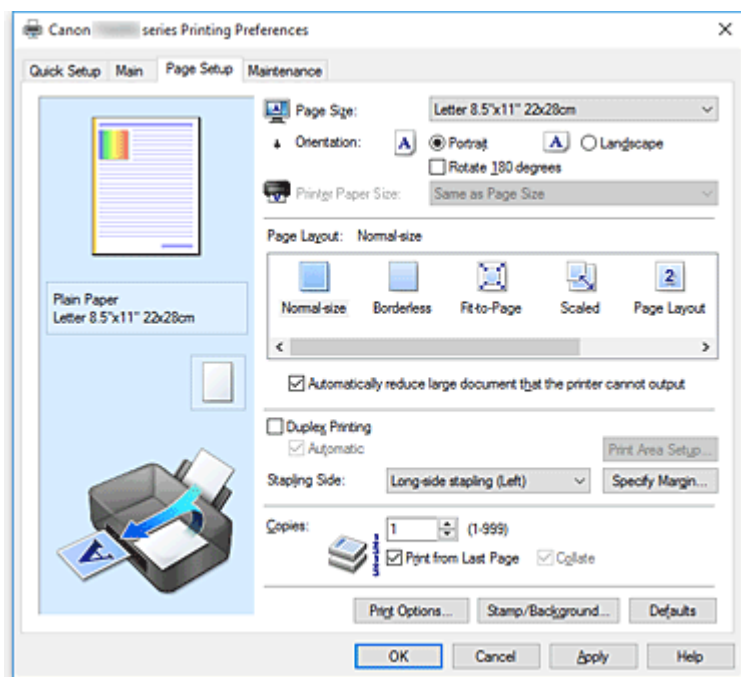 Canon series Printing Preferences
Quick Setup Main Page Setup Maintenance
Page Size: Letter 8.5"x11" 22x28cm
Orientation: A Portrait A Landscape
Rotate 180 degrees
Printer Paper Size: Same as Page Size
Page Layout: Normal-size
2
Normal-size Borderless Fit-to-Page Scaled Page Layout
Plain Paper
Letter 8.5"x11" 22x28cm
Automatically reduce large document that the printer cannot output
Duplex Printing
Automatic Print Area Setup...
Stapling Side: Long-side stapling (Left) Specify Margin...
Copies: 1 (1-999)
Print from Last Page Collate
A
Print Options... Stamp/Background... Defaults
OK Cancel Apply Help